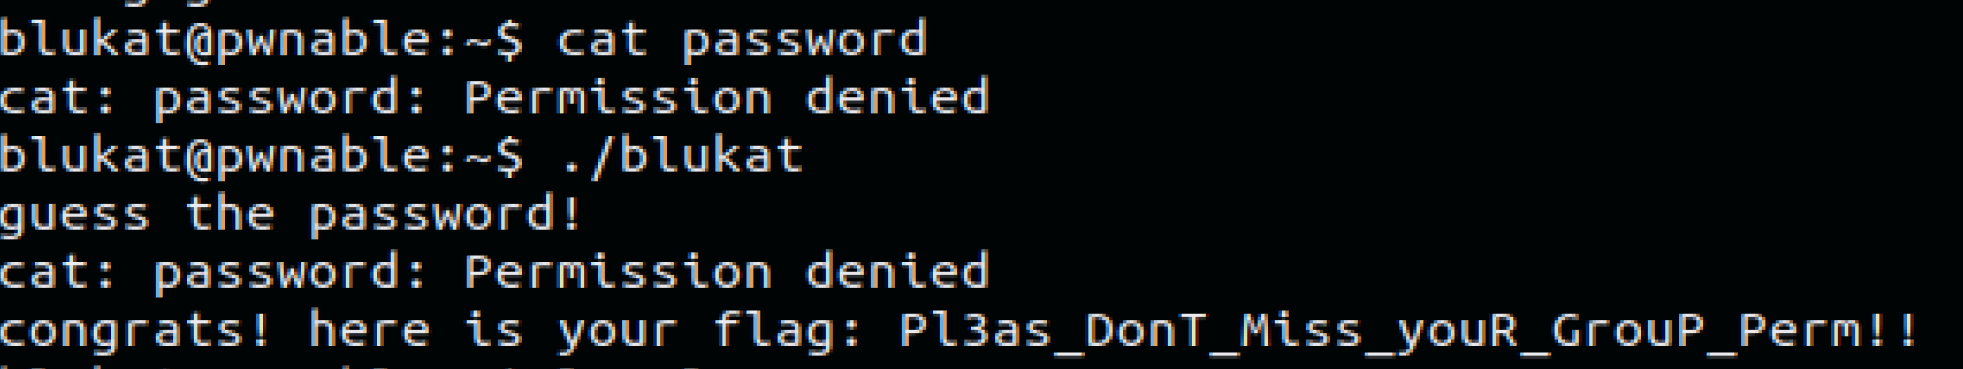 blukat@pwnable:~$ cat password
cat: password: Permission denied
blukat@pwnable:~$ ./blukat
guess the password!
cat: password: Permission denied
congrats! here is your flag: Pl3as_DonT_Miss_youR_GrouP_Perm!!